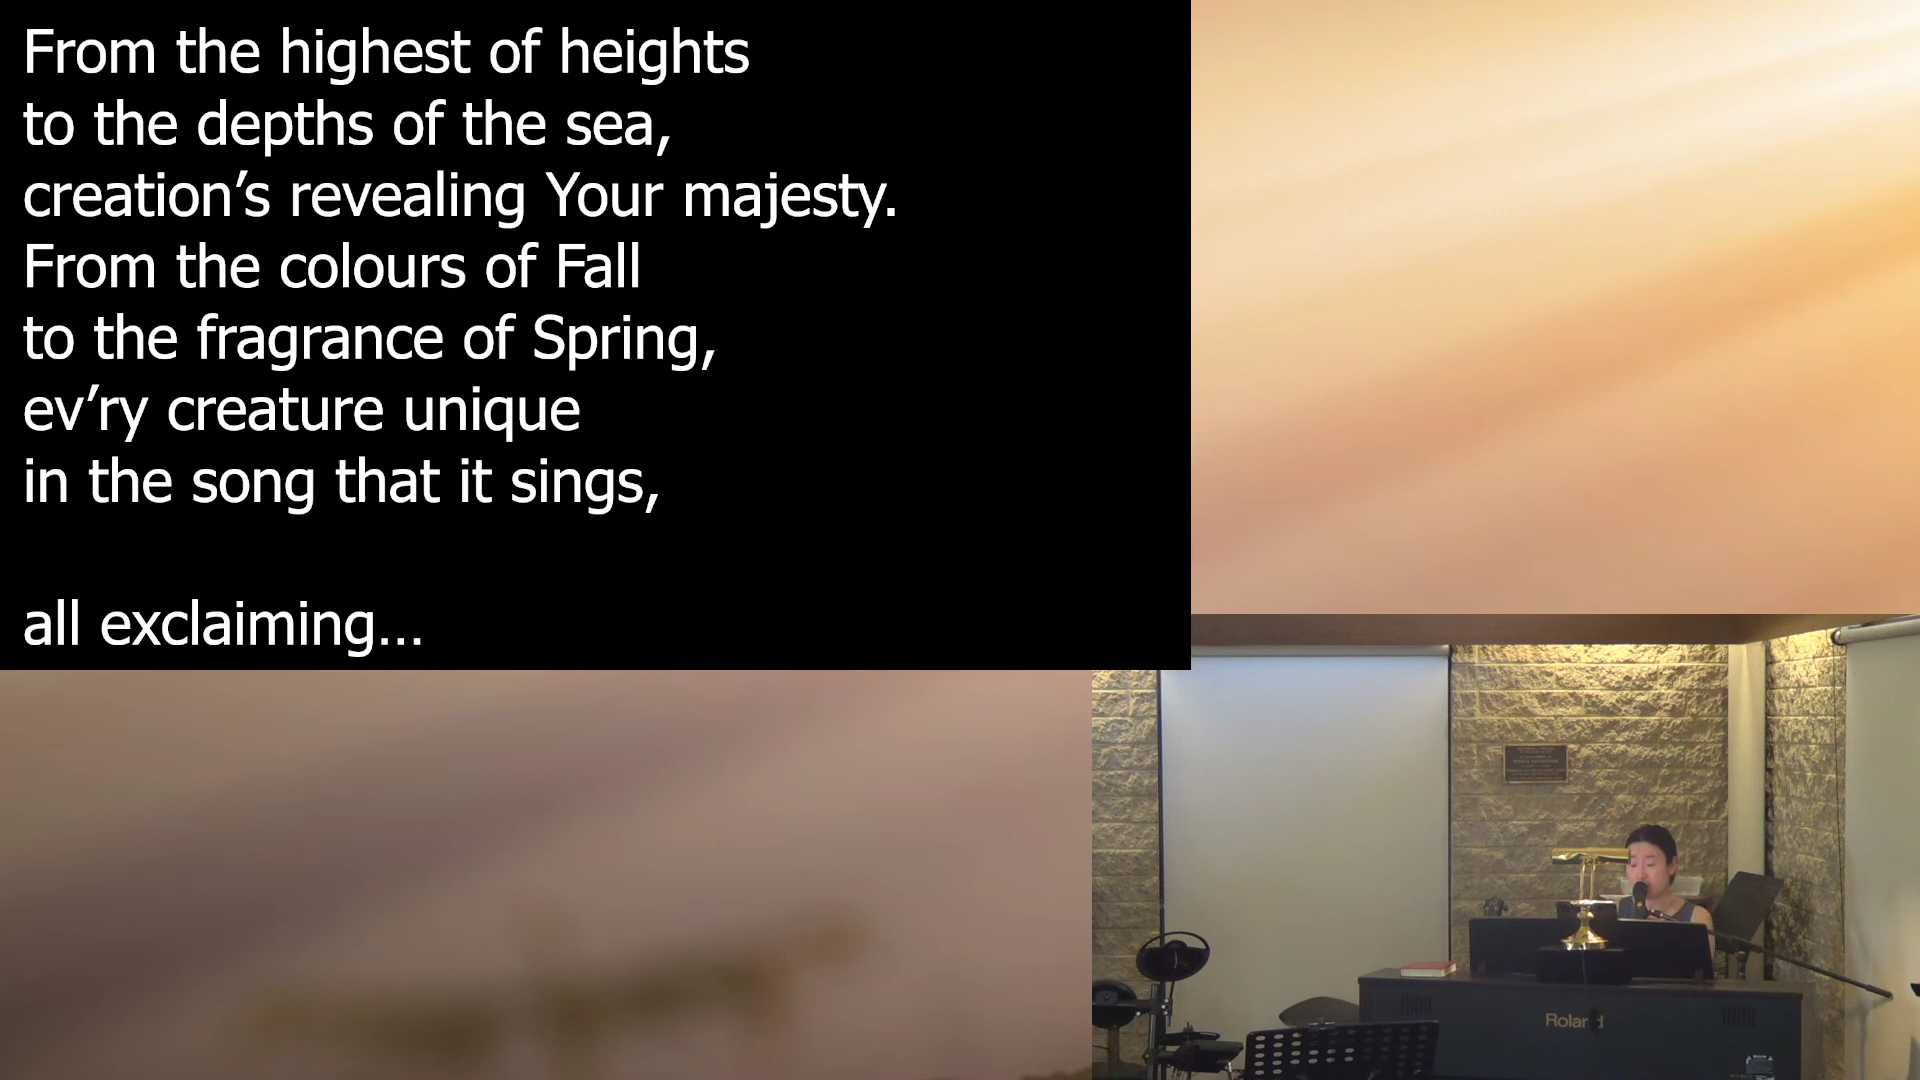 From the highest of heights
to the depths of the sea,
creation’s revealing Your majesty.
From the colours of Fall
to the fragrance of Spring,
ev’ry creature unique
in the song that it sings,
all exclaiming...
Roland